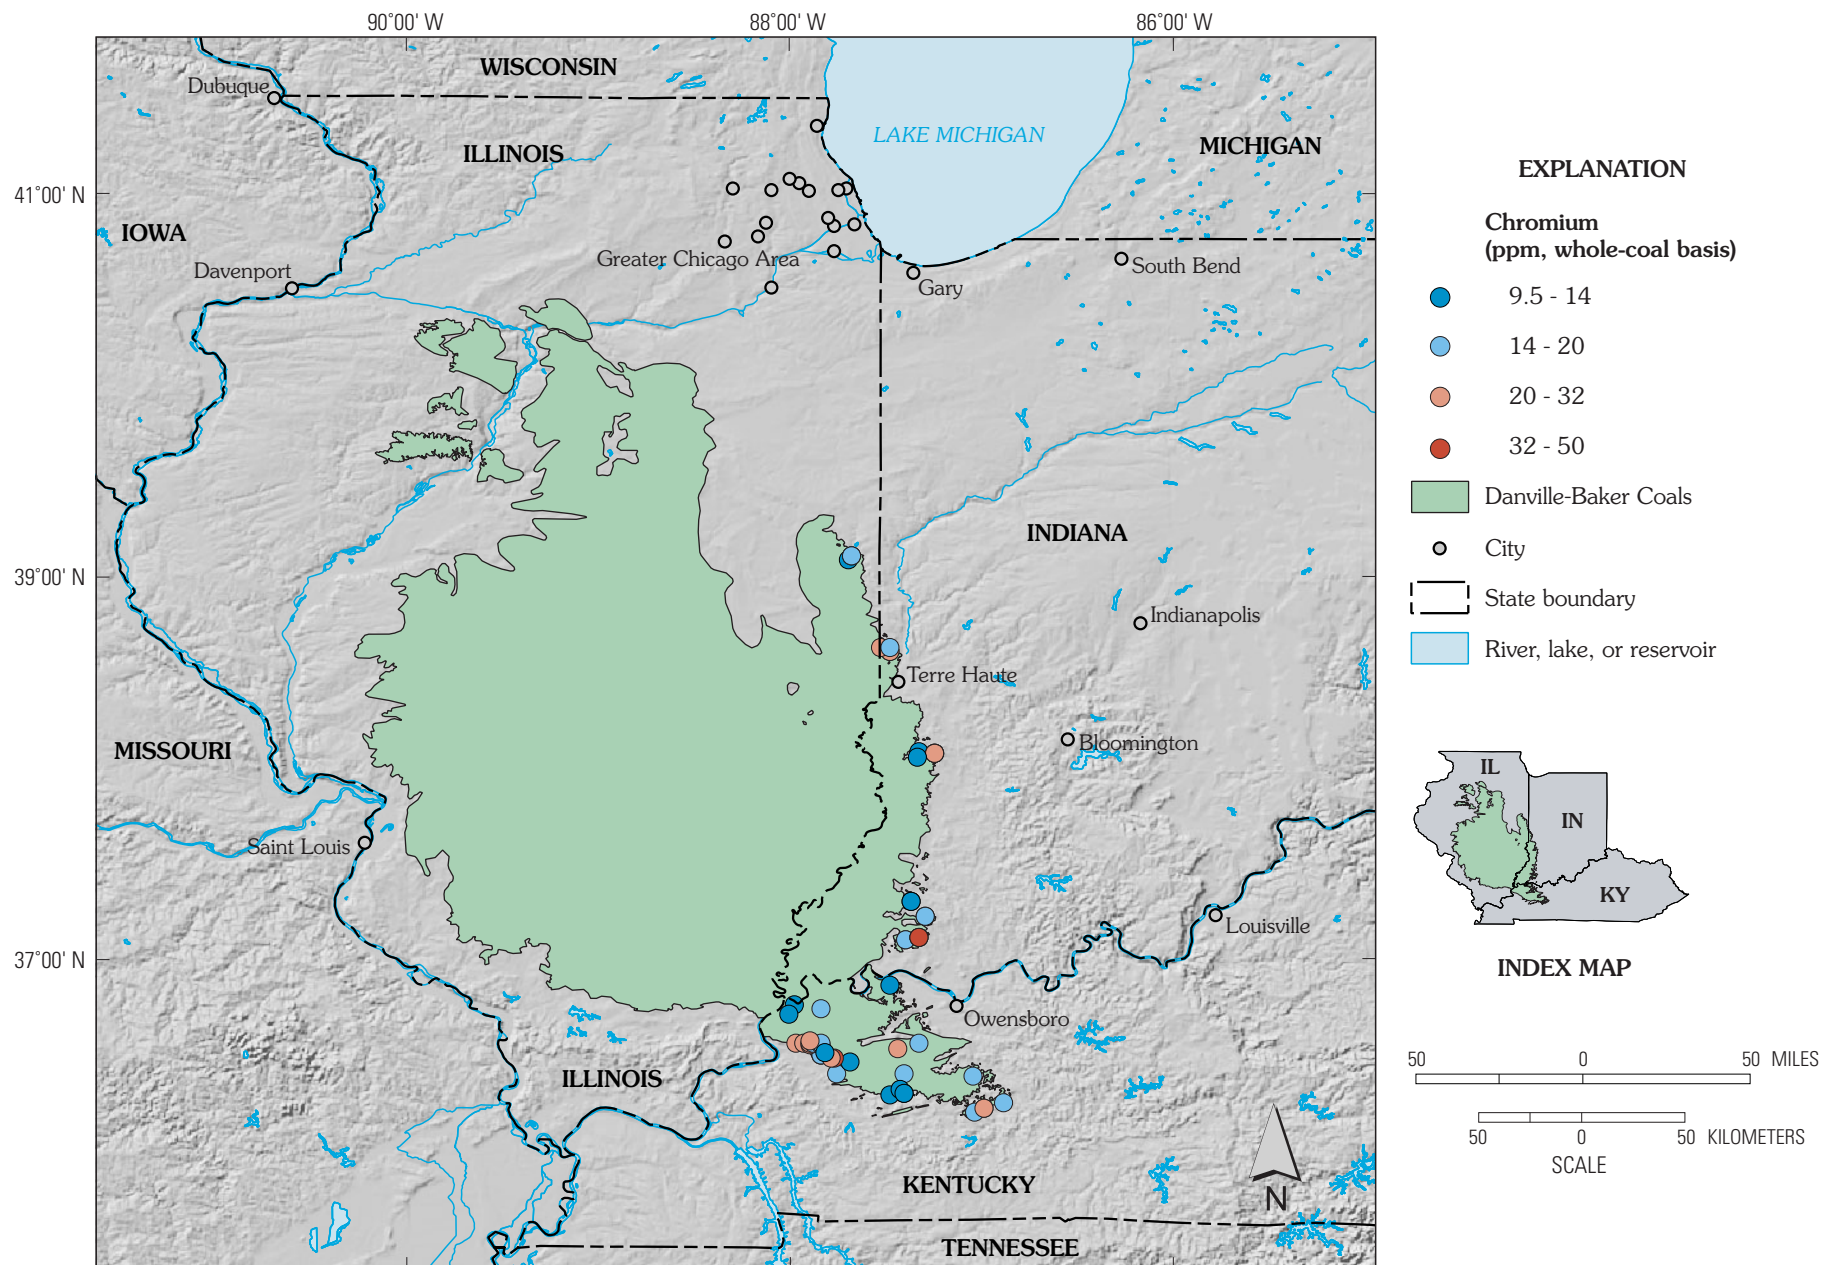 90°00' W
88°00' W
86°00' W
WISCONSIN
Dubuque
LAKE MICHIGAN
MICHIGAN
ILLINOIS
41°00' N
IOWA
Greater Chicago Area
South Bend
Davenport
Gary
INDIANA
39°00' N
Indianapolis
Terre Haute
MISSOURI
Bloomington
Saint Louis
Louisville
37°00' N
Owensboro
ILLINOIS
KENTUCKY
N
TENNESSEE
EXPLANATION
Chromium
(ppm, whole-coal basis)
9.5 - 14
14 - 20
20 - 32
32 - 50
Danville-Baker Coals
City
State boundary
River, lake, or reservoir
IL
IN
KY
INDEX MAP
50 0 50 MILES
50 0 50 KILOMETERS
SCALE